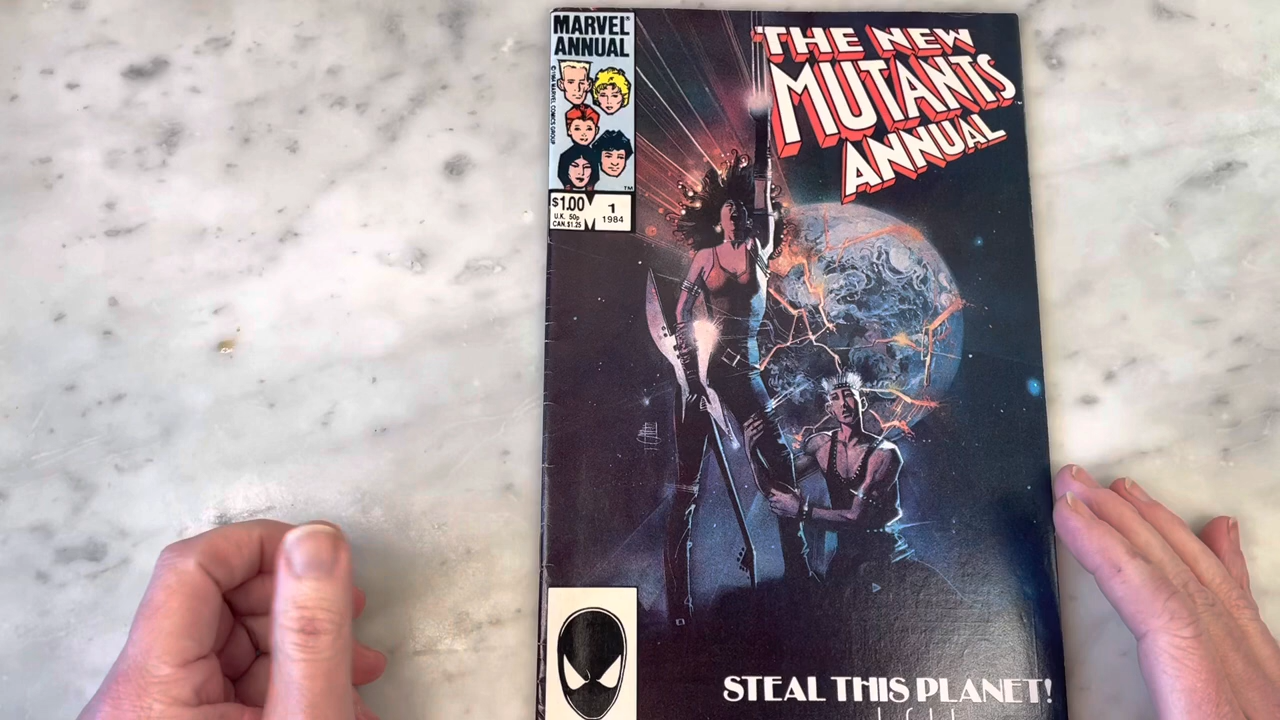 MARVEL®
ANNUAL
© 1984 MARVEL COMICS GROUP
TM
$1.00
U.K. 50p
CAN. $1.25
1
1984
THE NEW
MUTANTS
ANNUAL
STEAL THIS PLANET!